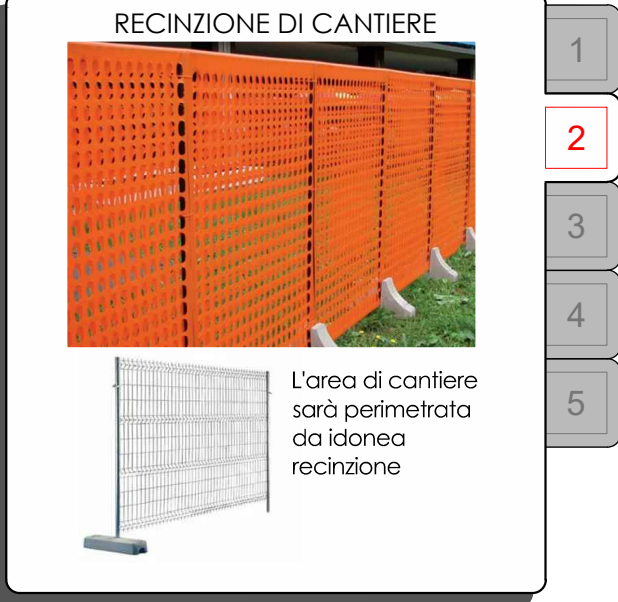 RECINZIONE DI CANTIERE
1
2
3
4
5
L'area di cantiere
sarà perimetrata
da idonea
recinzione